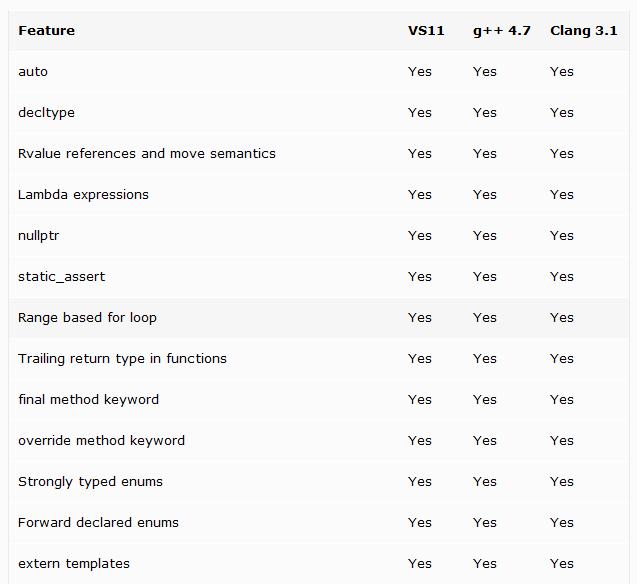 Feature VS11 g++ 4.7 Clang 3.1
auto Yes Yes Yes
decltype Yes Yes Yes
Rvalue references and move semantics Yes Yes Yes
Lambda expressions Yes Yes Yes
nullptr Yes Yes Yes
static_assert Yes Yes Yes
Range based for loop Yes Yes Yes
Trailing return type in functions Yes Yes Yes
final method keyword Yes Yes Yes
override method keyword Yes Yes Yes
Strongly typed enums Yes Yes Yes
Forward declared enums Yes Yes Yes
extern templates Yes Yes Yes